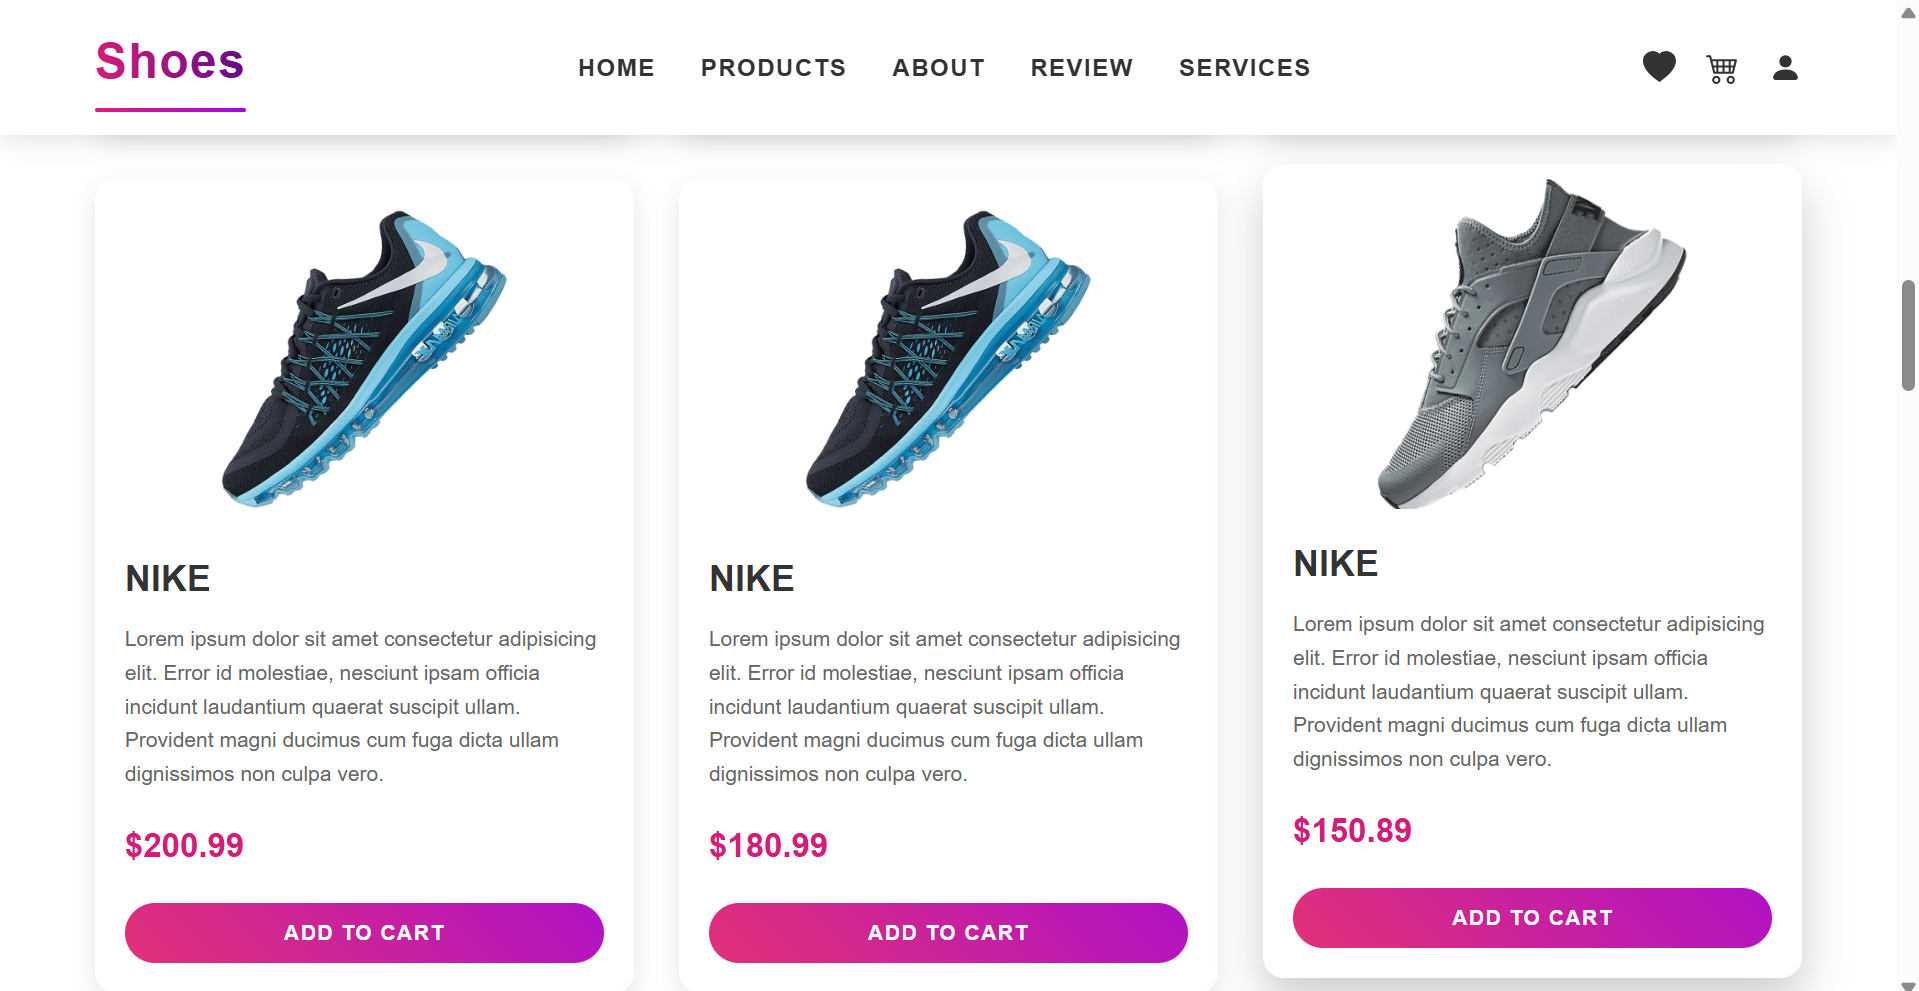 Shoes
HOME
PRODUCTS
ABOUT
REVIEW
SERVICES
NIKE
Lorem ipsum dolor sit amet consectetur adipisicing
elit. Error id molestiae, nesciunt ipsam officia
incidunt laudantium quaerat suscipit ullam.
Provident magni ducimus cum fuga dicta ullam
dignissimos non culpa vero.
$200.99
ADD TO CART
NIKE
Lorem ipsum dolor sit amet consectetur adipisicing
elit. Error id molestiae, nesciunt ipsam officia
incidunt laudantium quaerat suscipit ullam.
Provident magni ducimus cum fuga dicta ullam
dignissimos non culpa vero.
$180.99
ADD TO CART
NIKE
Lorem ipsum dolor sit amet consectetur adipisicing
elit. Error id molestiae, nesciunt ipsam officia
incidunt laudantium quaerat suscipit ullam.
Provident magni ducimus cum fuga dicta ullam
dignissimos non culpa vero.
$150.89
ADD TO CART